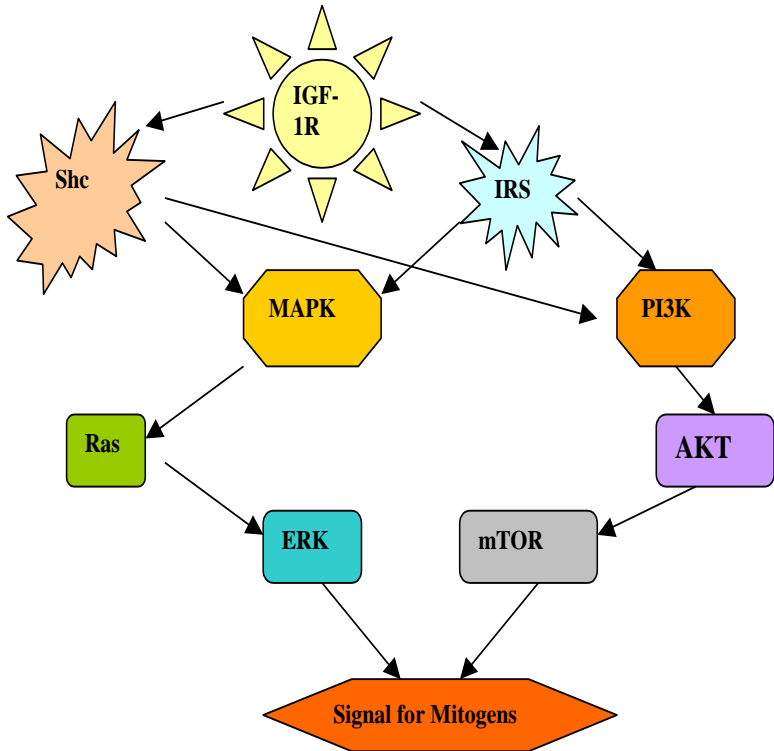 IGF-
1R
Shc
IRS
MAPK
PI3K
Ras
AKT
ERK
mTOR
Signal for Mitogens